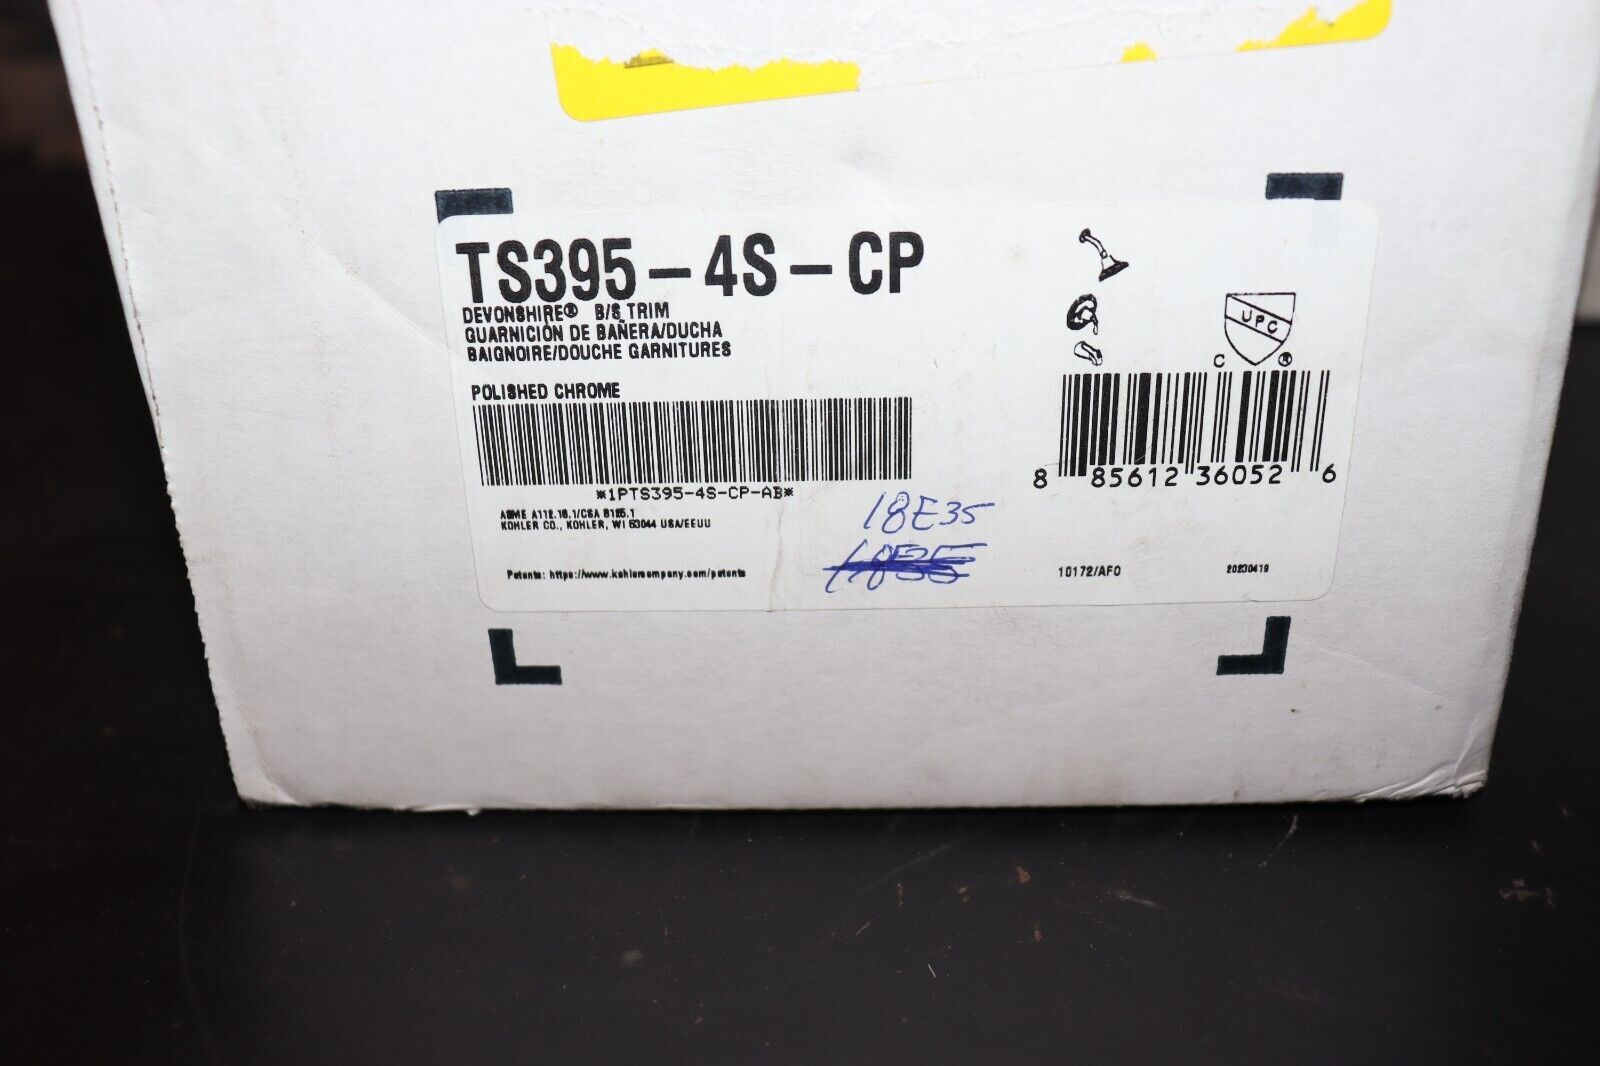 TS395-4S-CP
DEVONSHIRE® B/S TRIM
GUARNICIÓN DE BAÑERA/DUCHA
BAIGNOIRE/DOUCHE GARNITURES
POLISHED CHROME
*1PTS395-4S-CP-AB*
ASME A112.18.1/CSA B125.1
KOHLER CO., KOHLER, WI 53044 USA/EEUU
Patents: https://www.kohlercompany.com/patents
18E35
UPC
C ®
8 85612 36052 6
10172/AF0
20230419